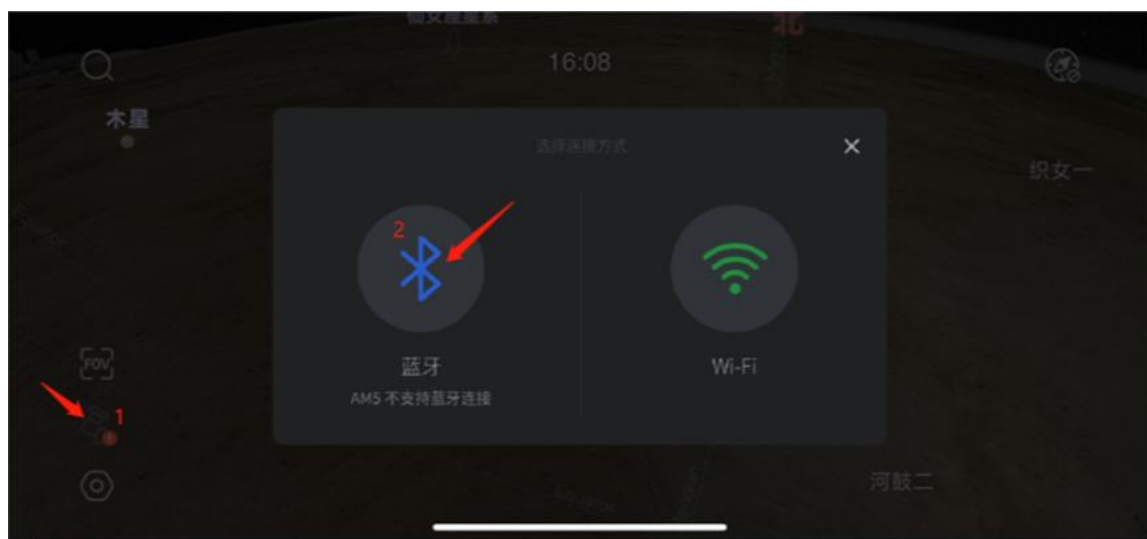 仙女座星系
北
16:08
木星
选择连接方式
织女一
2
蓝牙
AM5 不支持蓝牙连接
Wi-Fi
FOV
1
河鼓二